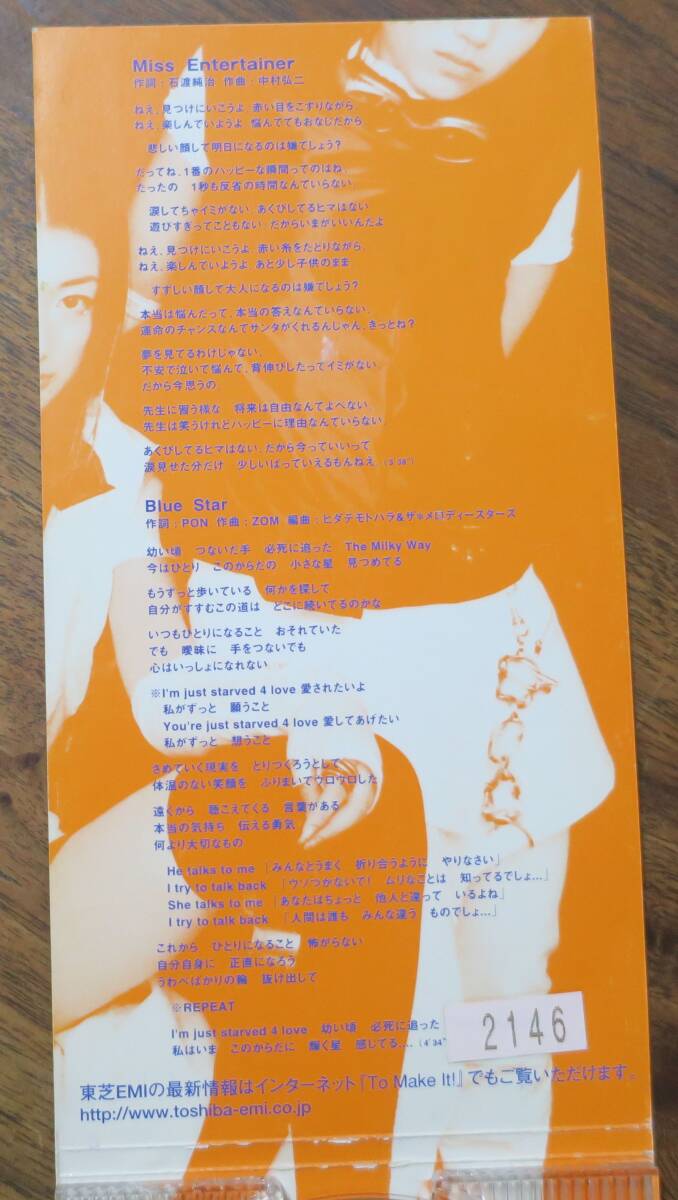 Miss Entertainer
作詞：石渡純治 作曲・中村弘二
ねえ、見つけにいこうよ 赤い目をこすりながら
ねえ、楽しんでいようよ 悩んでてもおなじだから
悲しい顔して明日になるのは嫌でしょう？
だってね、1番のハッピーな瞬間ってのはね、
たったの 1秒も反省の時間なんていらない、
涙してちゃイミがない、あくびしてるヒマはない
遊びすぎってこともない だからいまがいいんだよ
ねえ、見つけにいこうよ 赤い糸をたどりながら
ねえ、楽しんでいようよ あと少し子供のまま
すずしい顔して大人になるのは嫌でしょう？
本当は悩んだって、本当の答えなんていらない、
運命のチャンスなんてサンタがくれるんじゃん、きっとね？
夢を見てるわけじゃない、
不安で泣いて悩んで、背伸びしたってイミがない、
だから今思うの
先生に習う様な 将来は自由なんてよべない
先生は笑うけれどハッピーに理由なんていらない
あくびしてるヒマはない、だから今っていいって
涙見せた分だけ 少しいばっていえるもんねえ（3'38"）
Blue Star
作詞：PON 作曲：ZOM 編曲：ヒダテモトハラ＆ザ※メロディースターズ
幼い頃 つないだ手 必死に追った The Milky Way
今はひとり このからだの 小さな星 見つめてる
もうずっと歩いている 何かを探して
自分がすすむこの道は どこに続いてるのかな
いつもひとりになること おそれていた
でも 曖昧に 手をつないでも
心はいっしょになれない
※I'm just starved 4 love 愛されたいよ
私がずっと 願うこと
You're just starved 4 love 愛してあげたい
私がずっと 想うこと
さめていく現実を とりつくろうとして
体温のない笑顔を ふりまいてウロウロした
遠くから 聴こえてくる 言葉がある
本当の気持ち 伝える勇気
何より大切なもの
He talks to me 「みんなとうまく 折り合うように やりなさい」
I try to talk back 「ウソつかないで！ ムリなことは 知ってるでしょ…」
She talks to me 「あなたはちょっと 他人と違って いるよね」
I try to talk back 「人間は誰も みんな違う ものでしょ…」
これから ひとりになること 怖がらない
自分自身に 正直になろう
うわべばかりの輪 抜け出して
※REPEAT
I'm just starved 4 love 幼い頃 必死に追った
私はいま このからだに 輝く星 感じてる….（4'34"
2146
東芝EMIの最新情報はインターネット『To Make It!』でもご覧いただけます。
http://www.toshiba-emi.co.jp